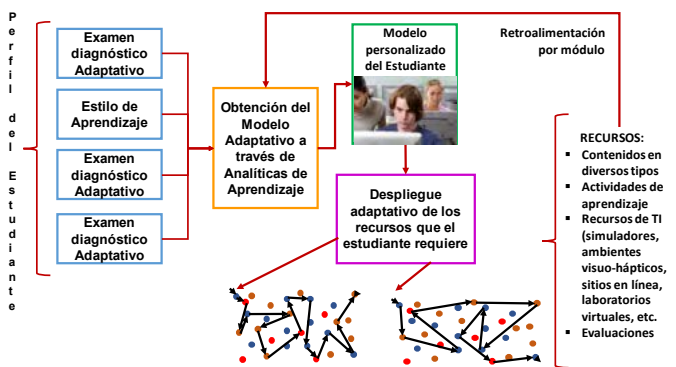 Perfil del Estudiante
Examen
diagnóstico
Adaptativo
Estilo de
Aprendizaje
Examen
diagnóstico
Adaptativo
Examen
diagnóstico
Adaptativo
Obtención del
Modelo
Adaptativo a
través de
Analíticas de
Aprendizaje
Modelo
personalizado
del Estudiante
Despliegue
adaptativo de los
recursos que el
estudiante requiere
Retroalimentación
por módulo
RECURSOS:
▪ Contenidos en
diversos tipos
▪ Actividades de
aprendizaje
▪ Recursos de TI
(simuladores,
ambientes
visuo-hápticos,
sitios en línea,
laboratorios
virtuales, etc.
▪ Evaluaciones